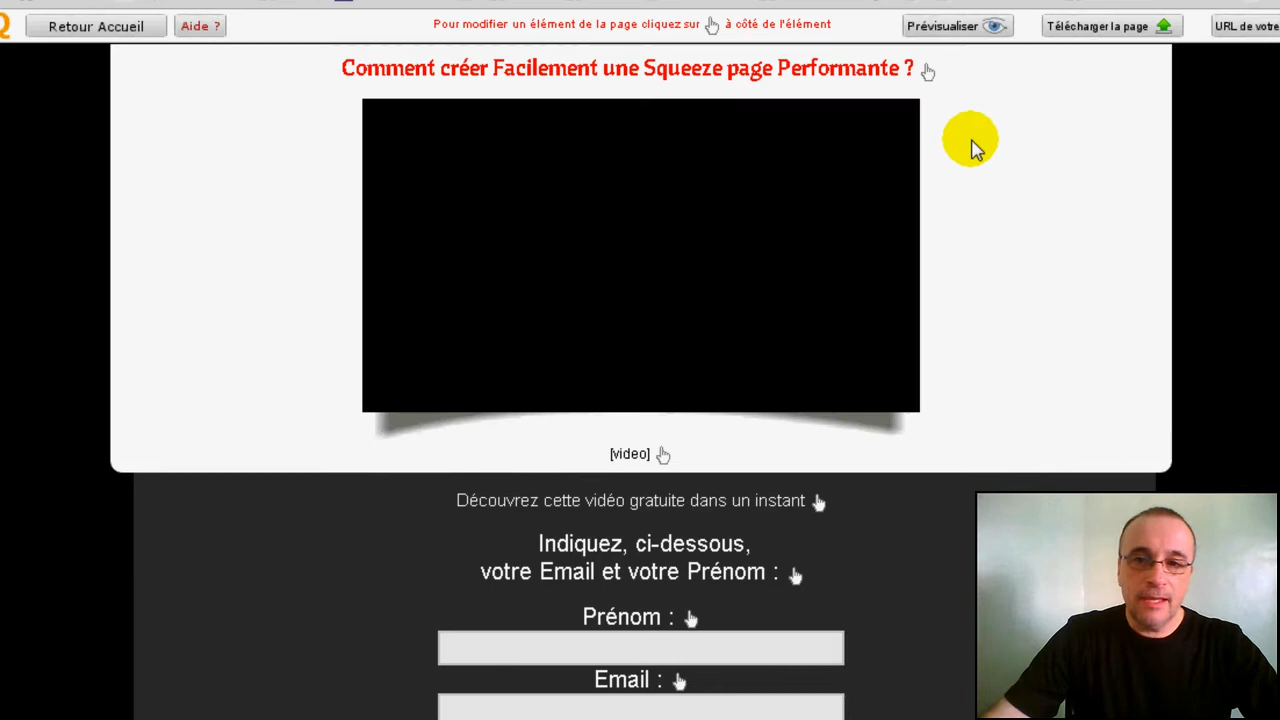 Retour Accueil
Aide ?
Pour modifier un élément de la page cliquez sur à côté de l'élément
Prévisualiser
Télécharger la page
URL de votre
Comment créer Facilement une Squeeze page Performante ?
[video]
Découvrez cette vidéo gratuite dans un instant
Indiquez, ci-dessous,
votre Email et votre Prénom :
Prénom :
Email :